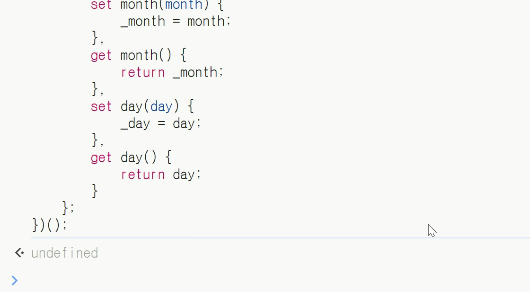 set month(month) {
_month = month;
},
get month() {
return _month;
},
set day(day) {
_day = day;
},
get day() {
return day;
}
};
})();
undefined